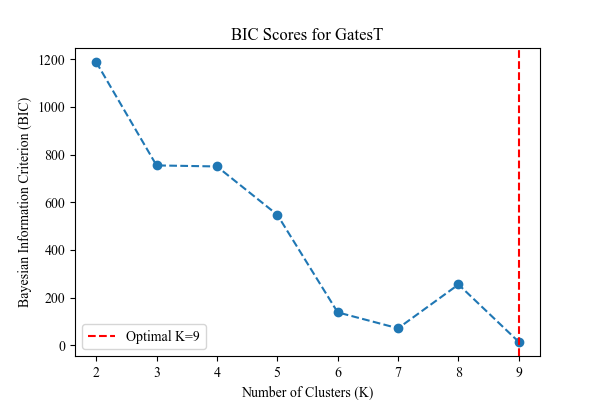 BIC Scores for GatesT
Bayesian Information Criterion (BIC)
1200
1000
800
600
400
200
0
Optimal K=9
2 3 4 5 6 7 8 9
Number of Clusters (K)